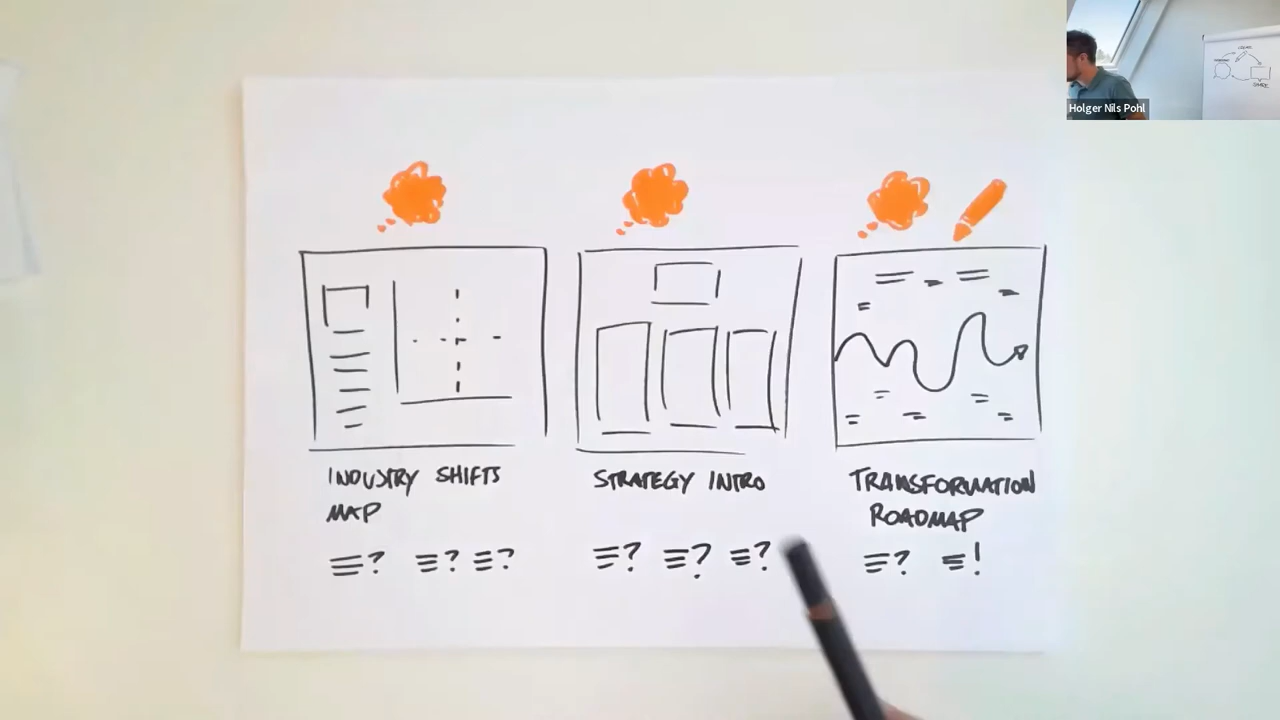 Holger Nils Pohl
INDUSTRY SHIFTS
MAP
STRATEGY INTRO
TRANSFORMATION
ROADMAP
? ? ?
? ? ?
? !